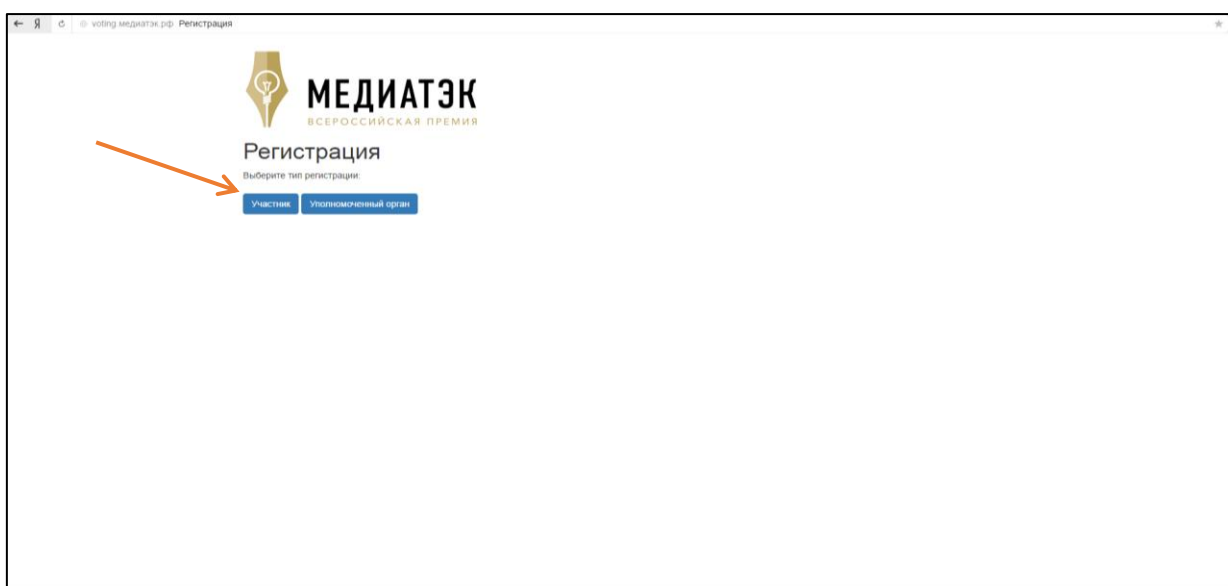 Я voting.медиатэк.рф Регистрация
МЕДИАТЭК
ВСЕРОССИЙСКАЯ ПРЕМИЯ
Регистрация
Выберите тип регистрации:
Участник Уполномоченный орган